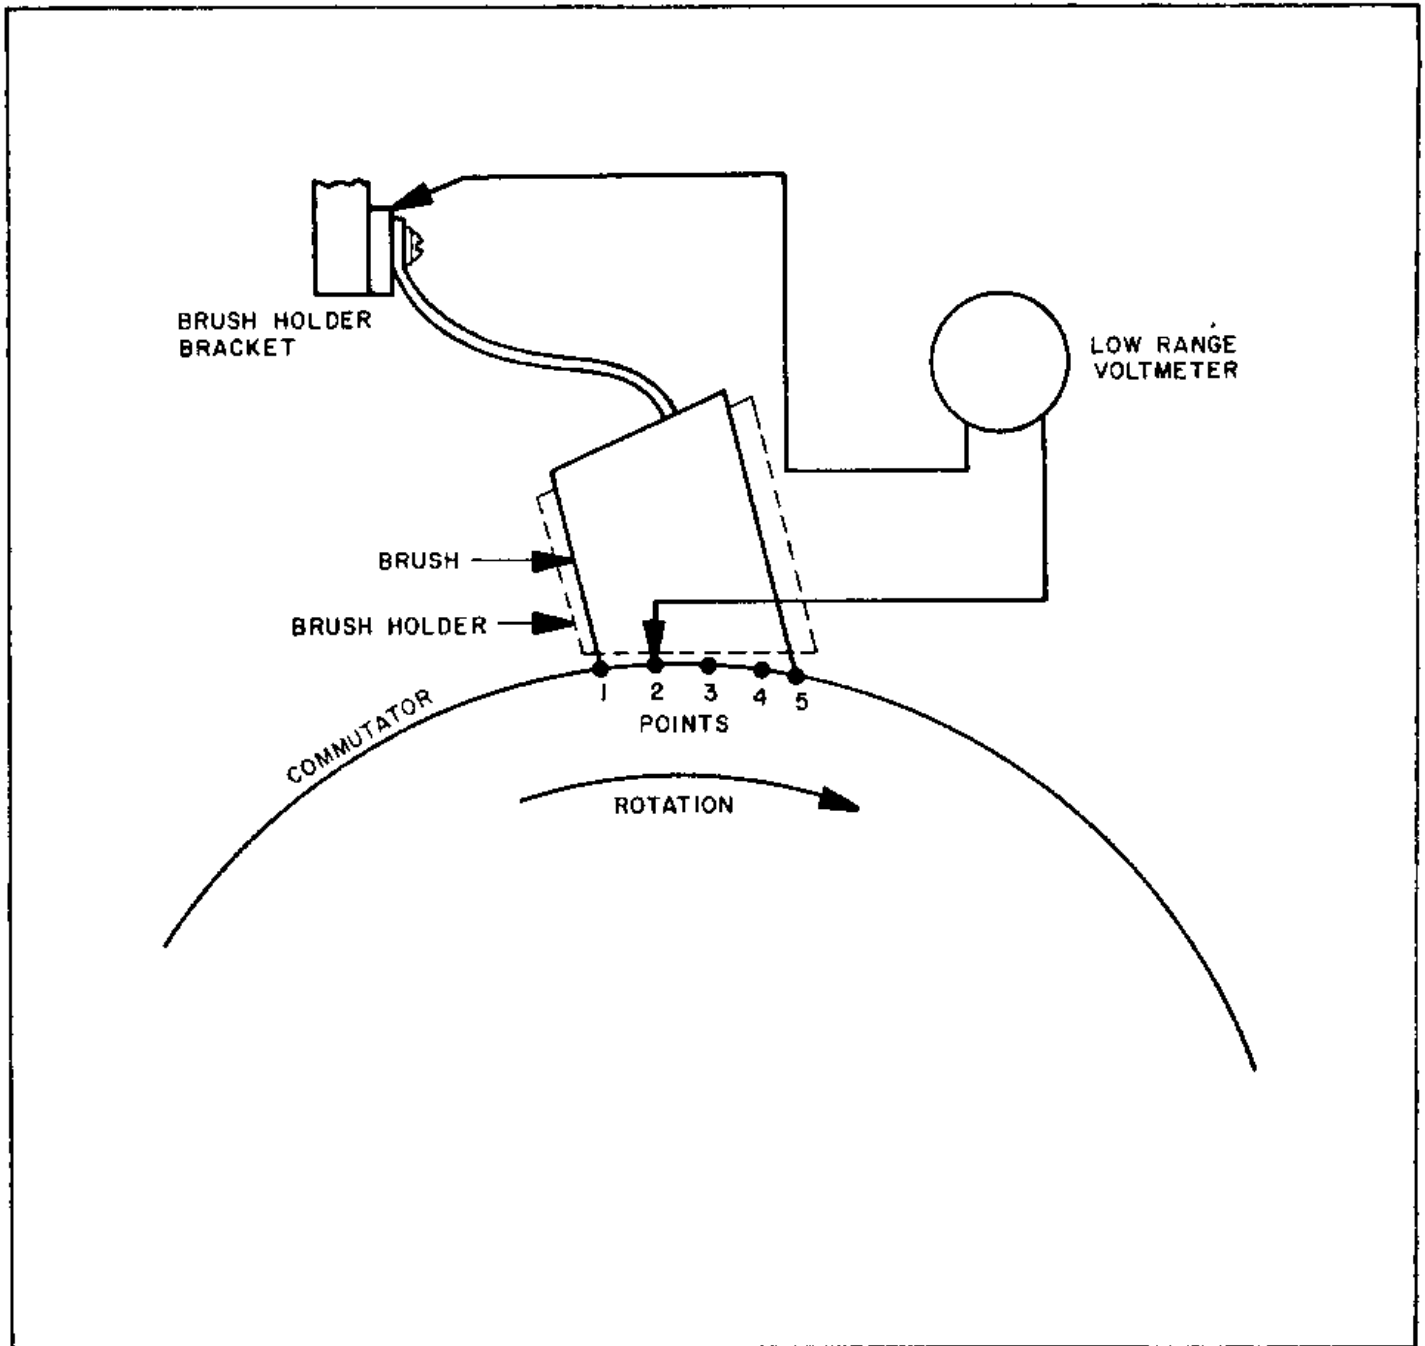 BRUSH HOLDER
BRACKET
LOW RANGE
VOLTMETER
BRUSH
BRUSH HOLDER
1 2 3 4 5
POINTS
COMMUTATOR
ROTATION